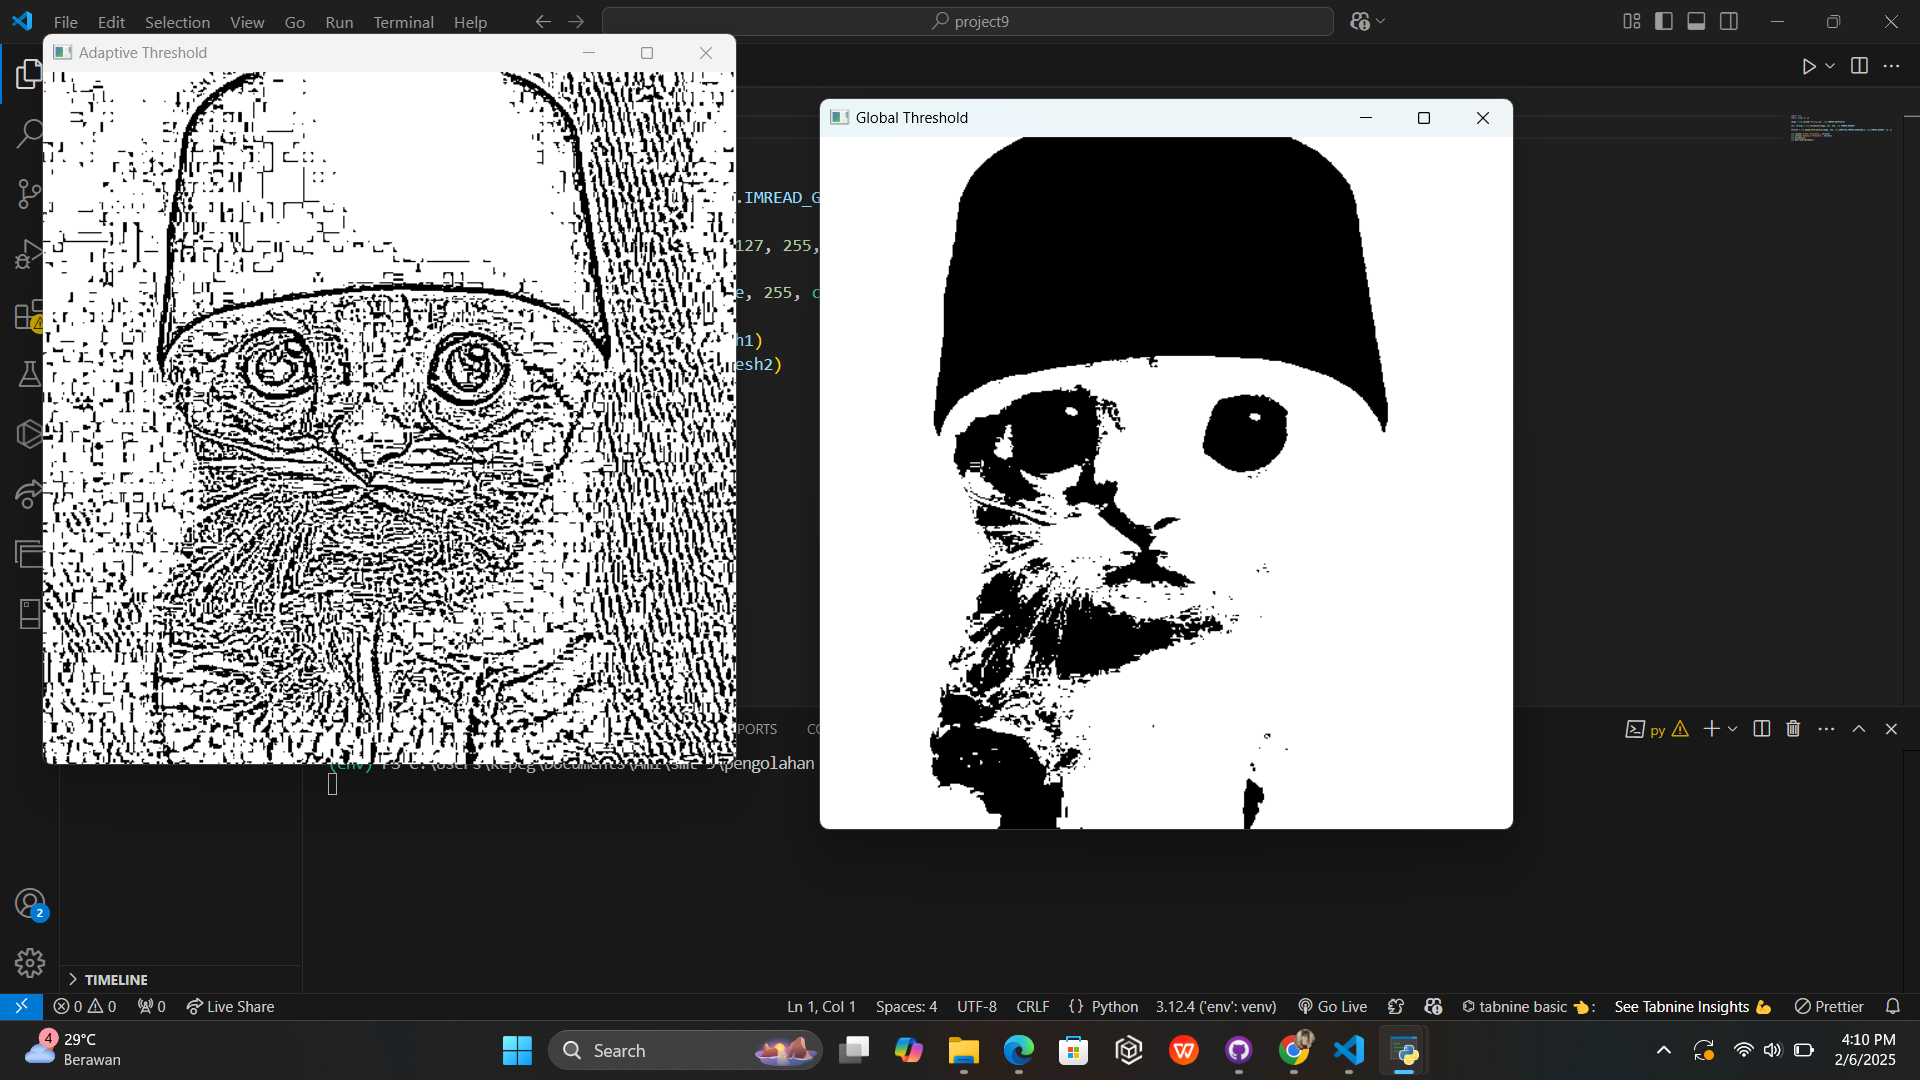 File Edit Selection View Go Run Terminal Help
project9
Adaptive Threshold
Global Threshold
.IMREAD_G
127, 255,
e, 255, c
h1)
esh2)
PORTS
py
\pengolahan
TIMELINE
2
0 0 0 Live Share
Ln 1, Col 1 Spaces: 4 UTF-8 CRLF {} Python 3.12.4 ('env': venv) Go Live tabnine basic 👈: See Tabnine Insights 💪 Prettier
4
29°C
Berawan
Search
4:10 PM
2/6/2025